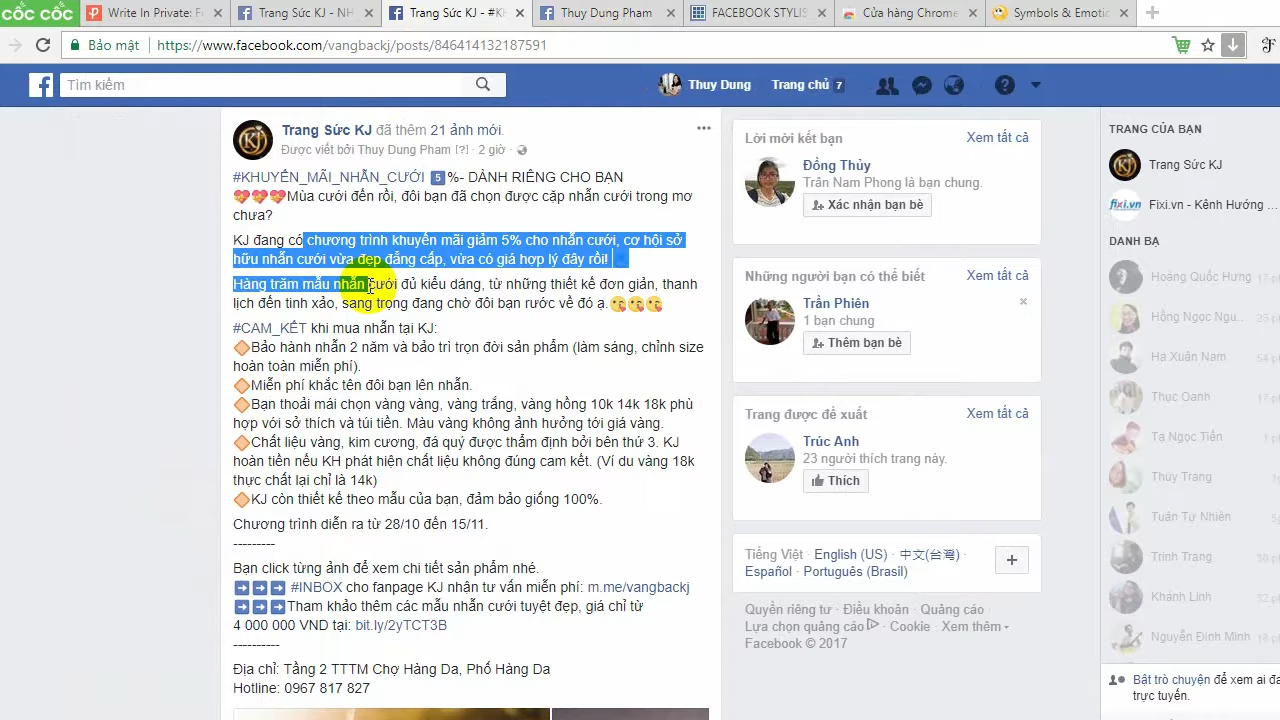 cốc cốc
Write In Private: F
Trang Sức KJ - NH
Trang Sức KJ - #KH
Thuy Dung Pham
FACEBOOK STYLIS
Cửa hàng Chrome
Symbols & Emotic
Bảo mật https://www.facebook.com/vangbackj/posts/846414132187591
Tìm kiếm
Thuy Dung
Trang chủ 7
Trang Sức KJ đã thêm 21 ảnh mới.
Được viết bởi Thuy Dung Pham [?] · 2 giờ ·
#KHUYẾN_MÃI_NHẪN_CƯỚI 5️⃣%- DÀNH RIÊNG CHO BẠN
💝💝💝Mùa cưới đến rồi, đôi bạn đã chọn được cặp nhẫn cưới trong mơ
chưa?
KJ đang có chương trình khuyến mãi giảm 5% cho nhẫn cưới, cơ hội sở
hữu nhẫn cưới vừa đẹp đẳng cấp, vừa có giá hợp lý đây rồi!
Hàng trăm mẫu nhẫn cưới đủ kiểu dáng, từ những thiết kế đơn giản, thanh
lịch đến tinh xảo, sang trọng đang chờ đôi bạn rước về đó ạ.😘😘😘
#CAM_KẾT khi mua nhẫn tại KJ:
🔶Bảo hành nhẫn 2 năm và bảo trì trọn đời sản phẩm (làm sáng, chỉnh size
hoàn toàn miễn phí).
🔶Miễn phí khắc tên đôi bạn lên nhẫn.
🔶Bạn thoải mái chọn vàng vàng, vàng trắng, vàng hồng 10k 14k 18k phù
hợp với sở thích và túi tiền. Màu vàng không ảnh hưởng tới giá vàng.
🔶Chất liệu vàng, kim cương, đá quý được thẩm định bởi bên thứ 3. KJ
hoàn tiền nếu KH phát hiện chất liệu không đúng cam kết. (Ví du vàng 18k
thực chất lại chỉ là 14k)
🔶KJ còn thiết kế theo mẫu của bạn, đảm bảo giống 100%.
Chương trình diễn ra từ 28/10 đến 15/11.
---------
Bạn click từng ảnh để xem chi tiết sản phẩm nhé.
➡➡➡ #INBOX cho fanpage KJ nhận tư vấn miễn phí: m.me/vangbackj
➡➡➡Tham khảo thêm các mẫu nhẫn cưới tuyệt đẹp, giá chỉ từ
4 000 000 VND tại: bit.ly/2yTCT3B
----------
Địa chỉ: Tầng 2 TTTM Chợ Hàng Da, Phố Hàng Da
Hotline: 0967 817 827
Lời mời kết bạn Xem tất cả
Đồng Thủy
Trần Nam Phong là bạn chung.
Xác nhận bạn bè
Những người bạn có thể biết Xem tất cả
Trần Phiên
1 bạn chung
Thêm bạn bè
Trang được đề xuất Xem tất cả
Trúc Anh
23 người thích trang này.
Thích
Tiếng Việt · English (US) · 中文(台灣) ·
Español · Português (Brasil)
Quyền riêng tư · Điều khoản · Quảng cáo ·
Lựa chọn quảng cáo · Cookie · Xem thêm
Facebook © 2017
TRANG CỦA BẠN
Trang Sức KJ
Fixi.vn - Kênh Hướng ...
DANH BẠ
Hoàng Quốc Hưng
Hồng Ngọc Ngu...
Ha Xuân Nam
Thục Oanh
Tạ Ngọc Tiến
Thúy Trang
Tuấn Tự Nhiên
Trinh Trang
Khánh Linh
Nguyễn Đình Minh
Bật trò chuyện để xem ai đa
trực tuyến.